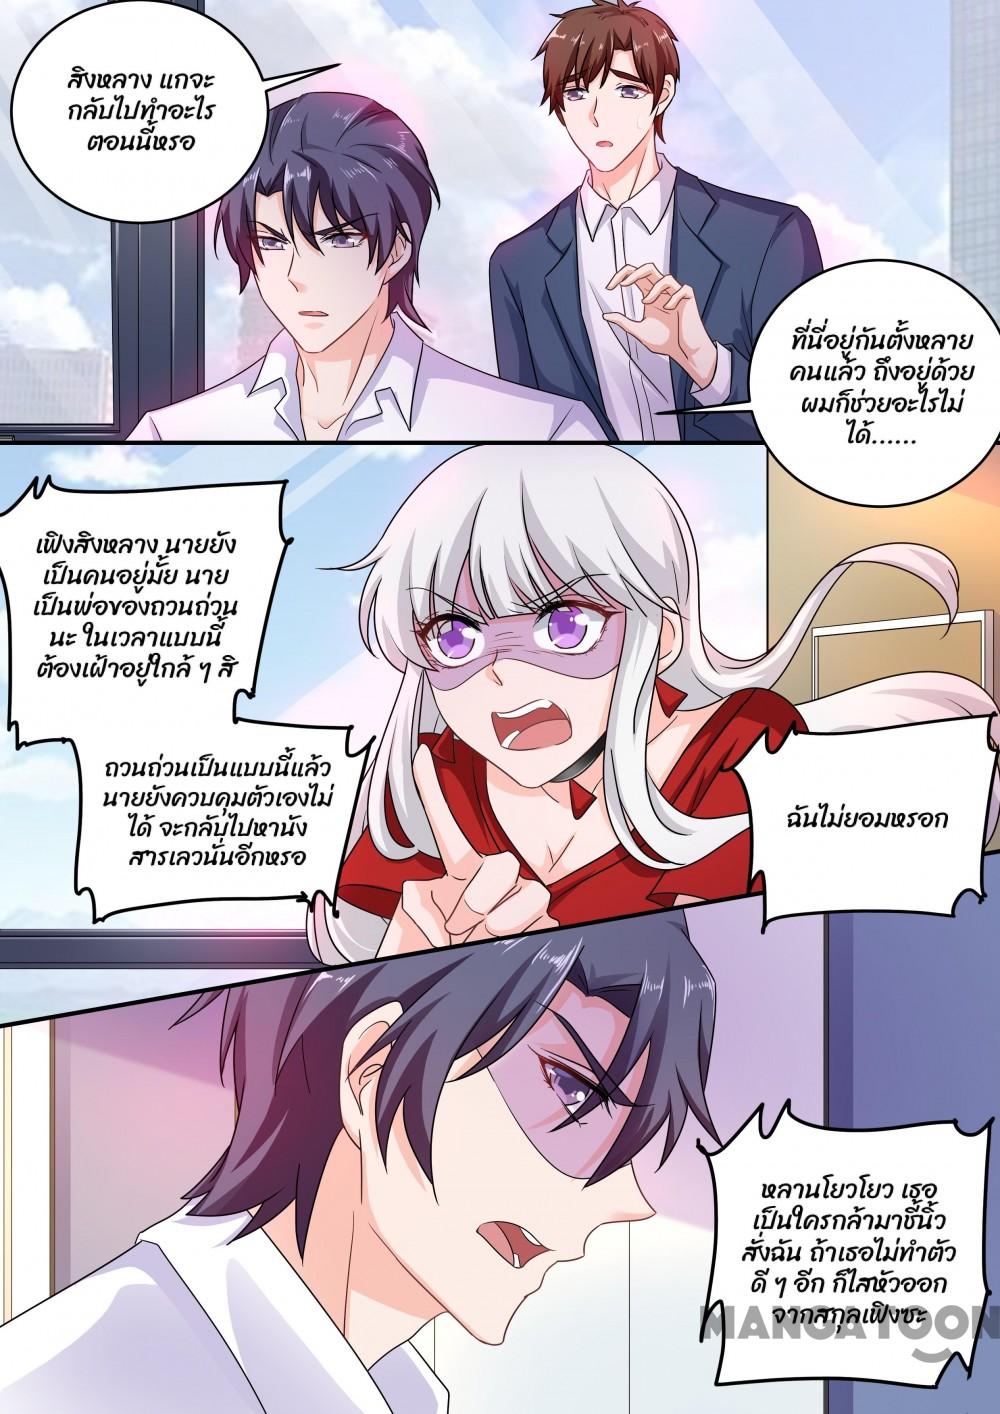 สิงหลาง แกจะ
กลับไปทำอะไร
ตอนนี้หรอ
ที่นี่อยู่กันตั้งหลาย
คนแล้ว ถึงอยู่ด้วย
ผมก็ช่วยอะไรไม่
ได้......
เฟิงสิงหลาง นายยัง
เป็นคนอยู่มั้ย นาย
เป็นพ่อของถวนถ่วน
นะ ในเวลาแบบนี้
ต้องเฝ้าอยู่ใกล้ ๆ สิ
ถวนถ่วนเป็นแบบนี้แล้ว
นายยังควบคุมตัวเองไม่
ได้ จะกลับไปหานัง
สารเลวนั่นอีกหรอ
ฉันไม่ยอมหรอก
หลานโยวโยว เธอ
เป็นใครกล้ามาชี้นิ้ว
สั่งฉัน ถ้าเธอไม่ทำตัว
ดี ๆ อีก ก็ไสหัวออก
จากสกุลเฟิงซะ
MANGATOON